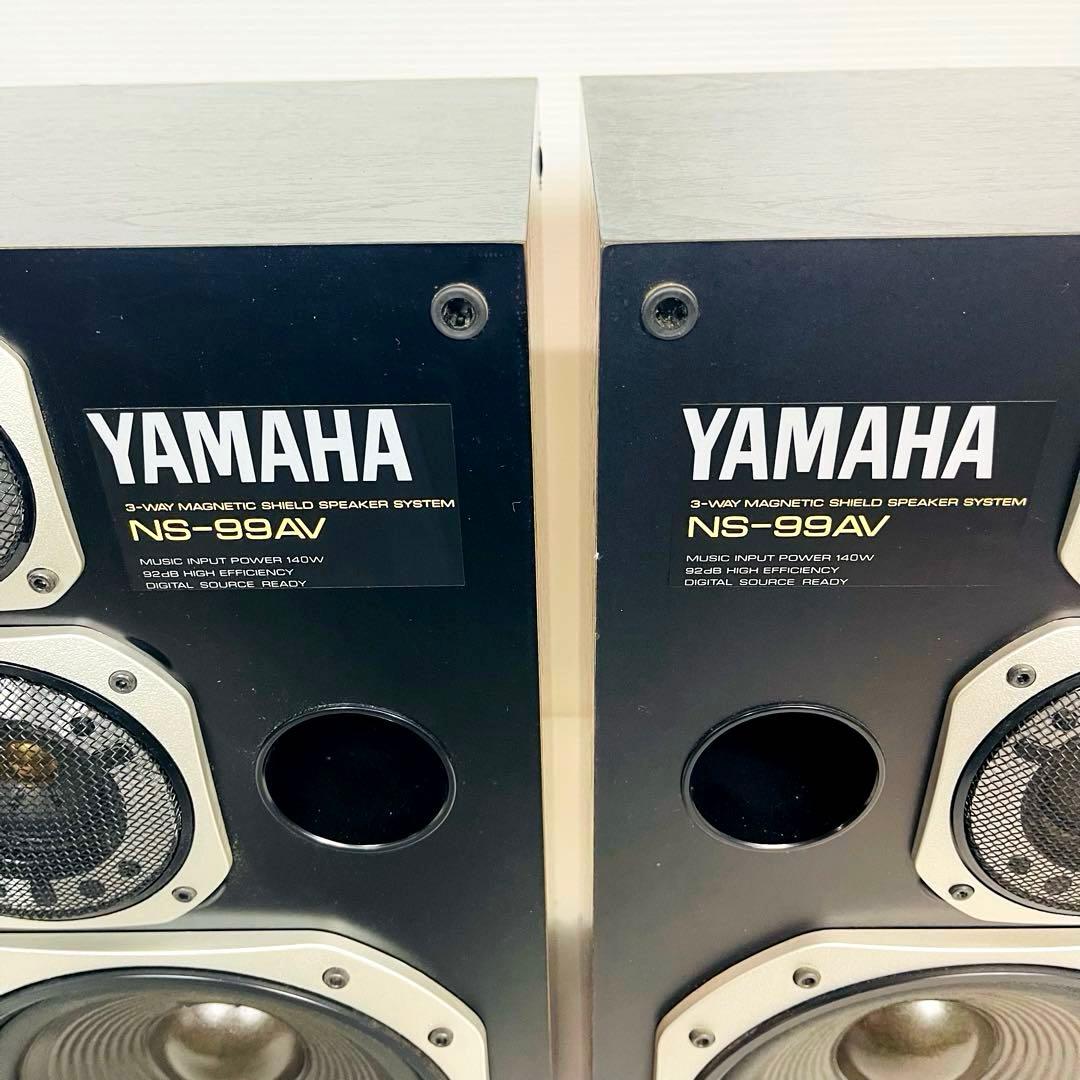 YAMAHA
3-WAY MAGNETIC SHIELD SPEAKER SYSTEM
NS-99AV
MUSIC INPUT POWER 140W
92dB HIGH EFFICIENCY
DIGITAL SOURCE READY
YAMAHA
3-WAY MAGNETIC SHIELD SPEAKER SYSTEM
NS-99AV
MUSIC INPUT POWER 140W
92dB HIGH EFFICIENCY
DIGITAL SOURCE READY